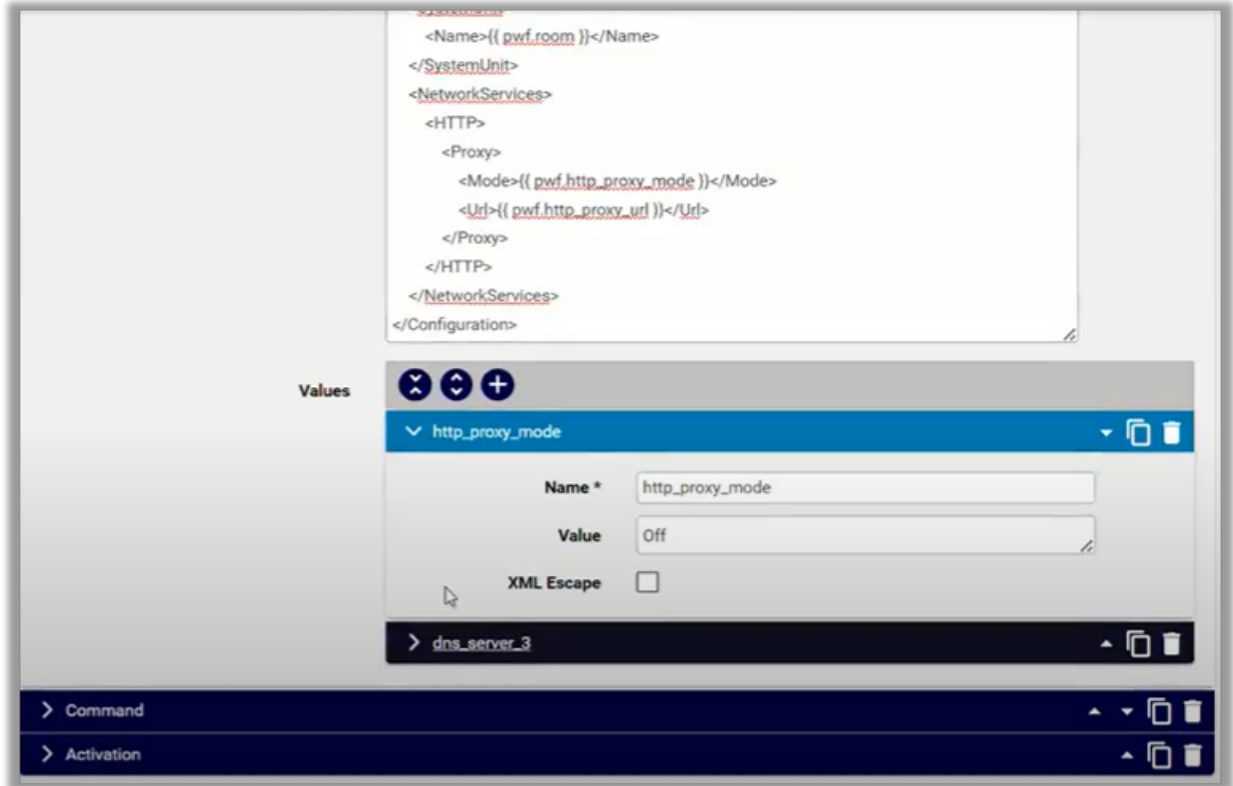 <Name>{{ pwf.room }}</Name>
</SystemUnit>
<NetworkServices>
<HTTP>
<Proxy>
<Mode>{{ pwf.http_proxy_mode }}</Mode>
<Url>{{ pwf.http_proxy_url }}</Url>
</Proxy>
</HTTP>
</NetworkServices>
</Configuration>
Values
http_proxy_mode
Name * http_proxy_mode
Value Off
XML Escape
dns_server_3
Command
Activation